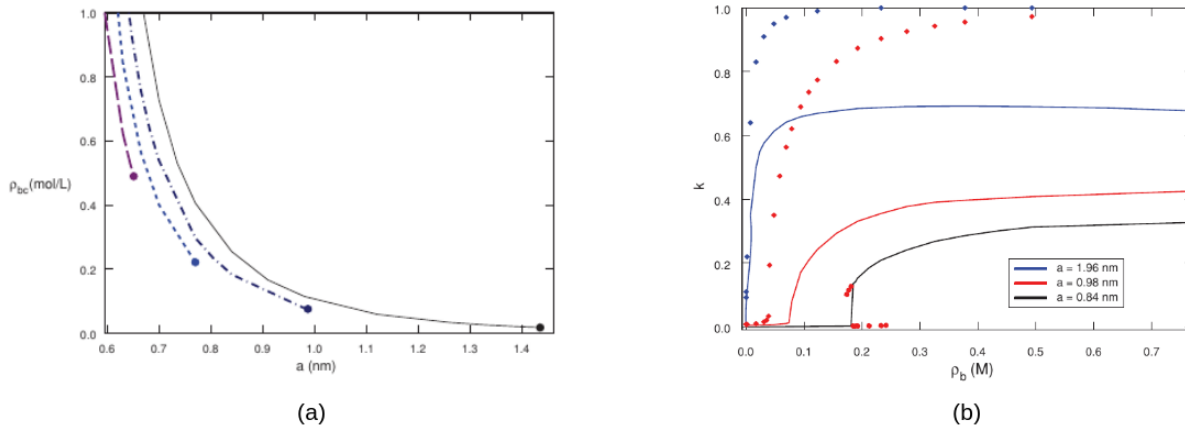 1.0
0.8
0.6
ρbc(mol/L)
0.4
0.2
0.0
0.6 0.7 0.8 0.9 1.0 1.1 1.2 1.3 1.4
a (nm)
(a)
1.0
0.8
0.6
k
0.4
0.2
0.0
a = 1.96 nm
a = 0.98 nm
a = 0.84 nm
0.0 0.1 0.2 0.3 0.4 0.5 0.6 0.7
ρb (M)
(b)